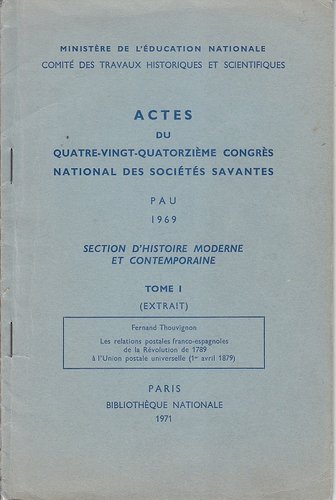 MINISTÈRE DE L'ÉDUCATION NATIONALE
COMITÉ DES TRAVAUX HISTORIQUES ET SCIENTIFIQUES
ACTES
DU
QUATRE-VINGT-QUATORZIÈME CONGRÈS
NATIONAL DES SOCIÉTÉS SAVANTES
PAU
1969
SECTION D'HISTOIRE MODERNE
ET CONTEMPORAINE
TOME I
(EXTRAIT)
Fernand Thouvignon
Les relations postales franco-espagnoles
de la Révolution de 1789
à l'Union postale universelle (1er avril 1879)
PARIS
BIBLIOTHÈQUE NATIONALE
1971